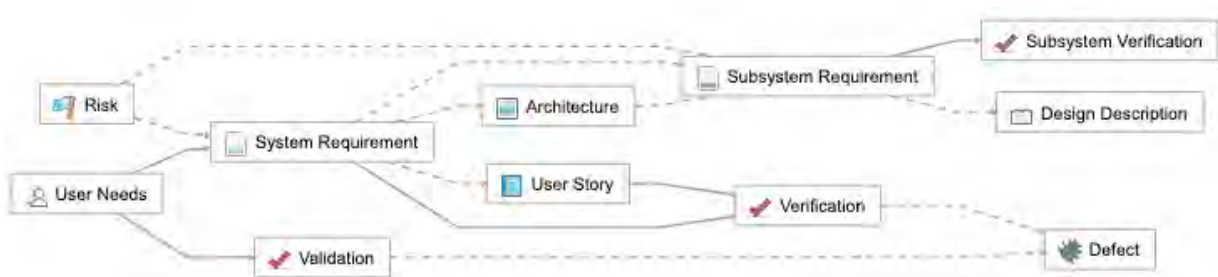 Subsystem Verification
Subsystem Requirement
Risk
Architecture
Design Description
System Requirement
User Story
User Needs
Verification
Validation
Defect